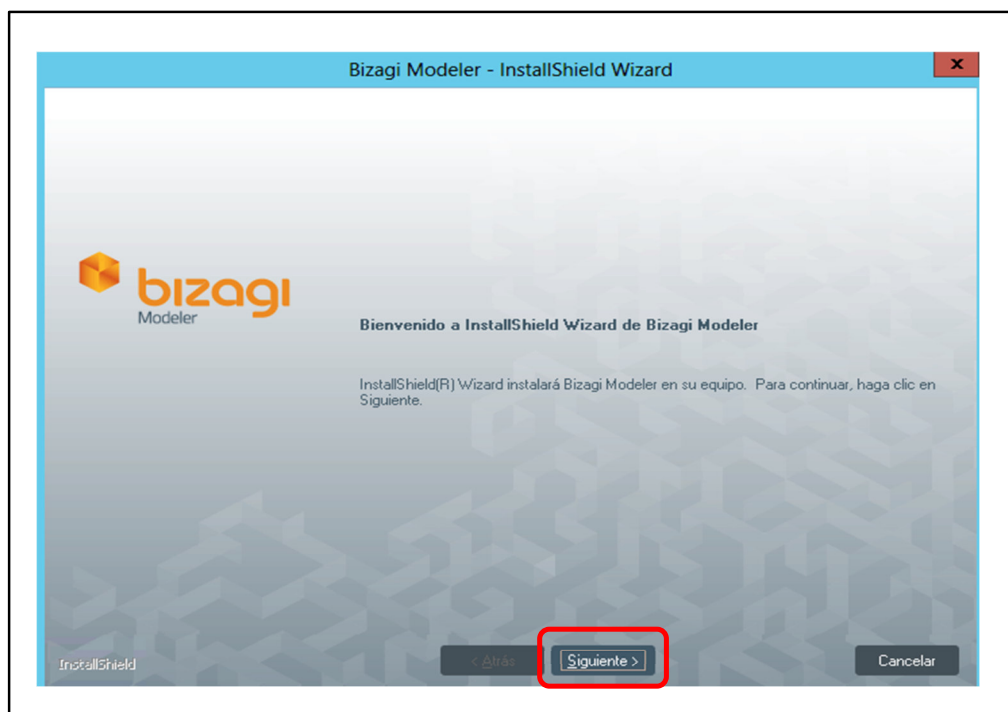 Bizagi Modeler - InstallShield Wizard
x
bizagi
Modeler
Bienvenido a InstallShield Wizard de Bizagi Modeler
InstallShield(R) Wizard instalará Bizagi Modeler en su equipo. Para continuar, haga clic en
Siguiente.
InstallShield
< Atrás
Siguiente >
Cancelar